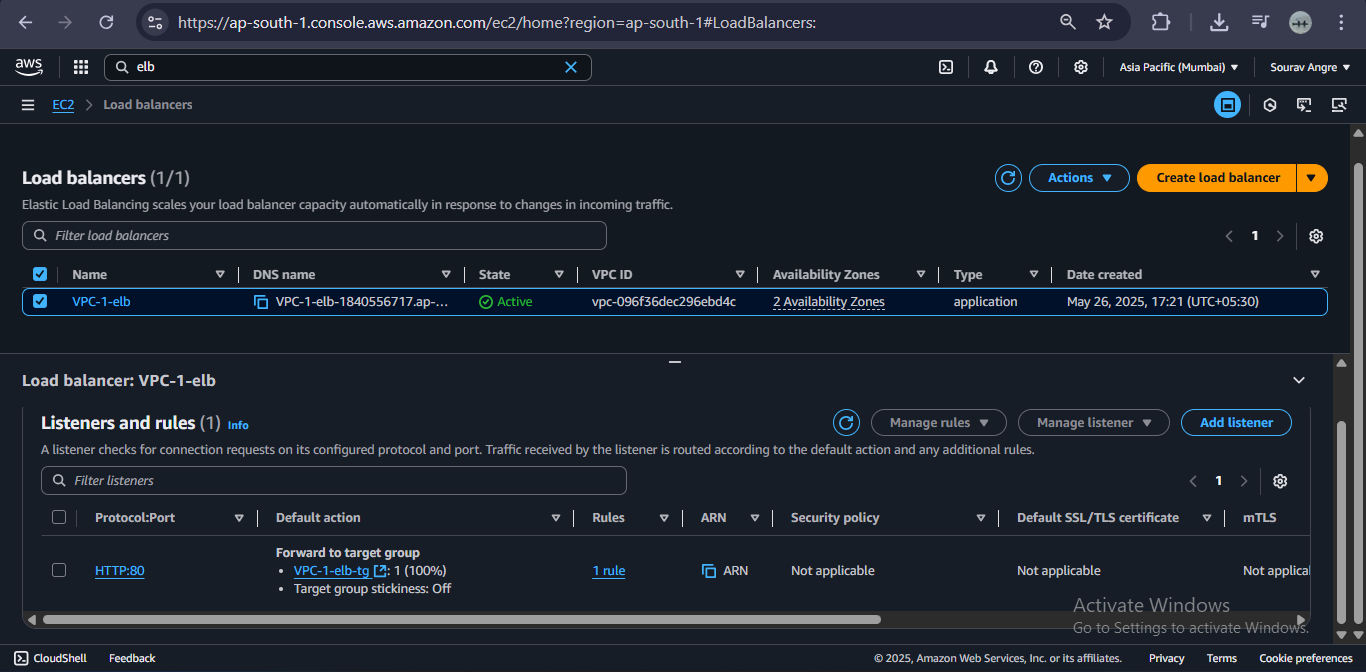 https://ap-south-1.console.aws.amazon.com/ec2/home?region=ap-south-1#LoadBalancers:
aws elb Asia Pacific (Mumbai) Sourav Angre
EC2 Load balancers
Load balancers (1/1) Actions Create load balancer
Elastic Load Balancing scales your load balancer capacity automatically in response to changes in incoming traffic.
Filter load balancers 1
Name DNS name State VPC ID Availability Zones Type Date created
VPC-1-elb VPC-1-elb-1840556717.ap-... Active vpc-096f36dec296ebd4c 2 Availability Zones application May 26, 2025, 17:21 (UTC+05:30)
Load balancer: VPC-1-elb
Listeners and rules (1) Info Manage rules Manage listener Add listener
A listener checks for connection requests on its configured protocol and port. Traffic received by the listener is routed according to the default action and any additional rules.
Filter listeners 1
Protocol:Port Default action Rules ARN Security policy Default SSL/TLS certificate mTLS
Forward to target group
HTTP:80 • VPC-1-elb-tg : 1 (100%) 1 rule ARN Not applicable Not applicable Not applical
• Target group stickiness: Off
Activate Windows
Go to Settings to activate Windows.
CloudShell Feedback © 2025, Amazon Web Services, Inc. or its affiliates. Privacy Terms Cookie preferences